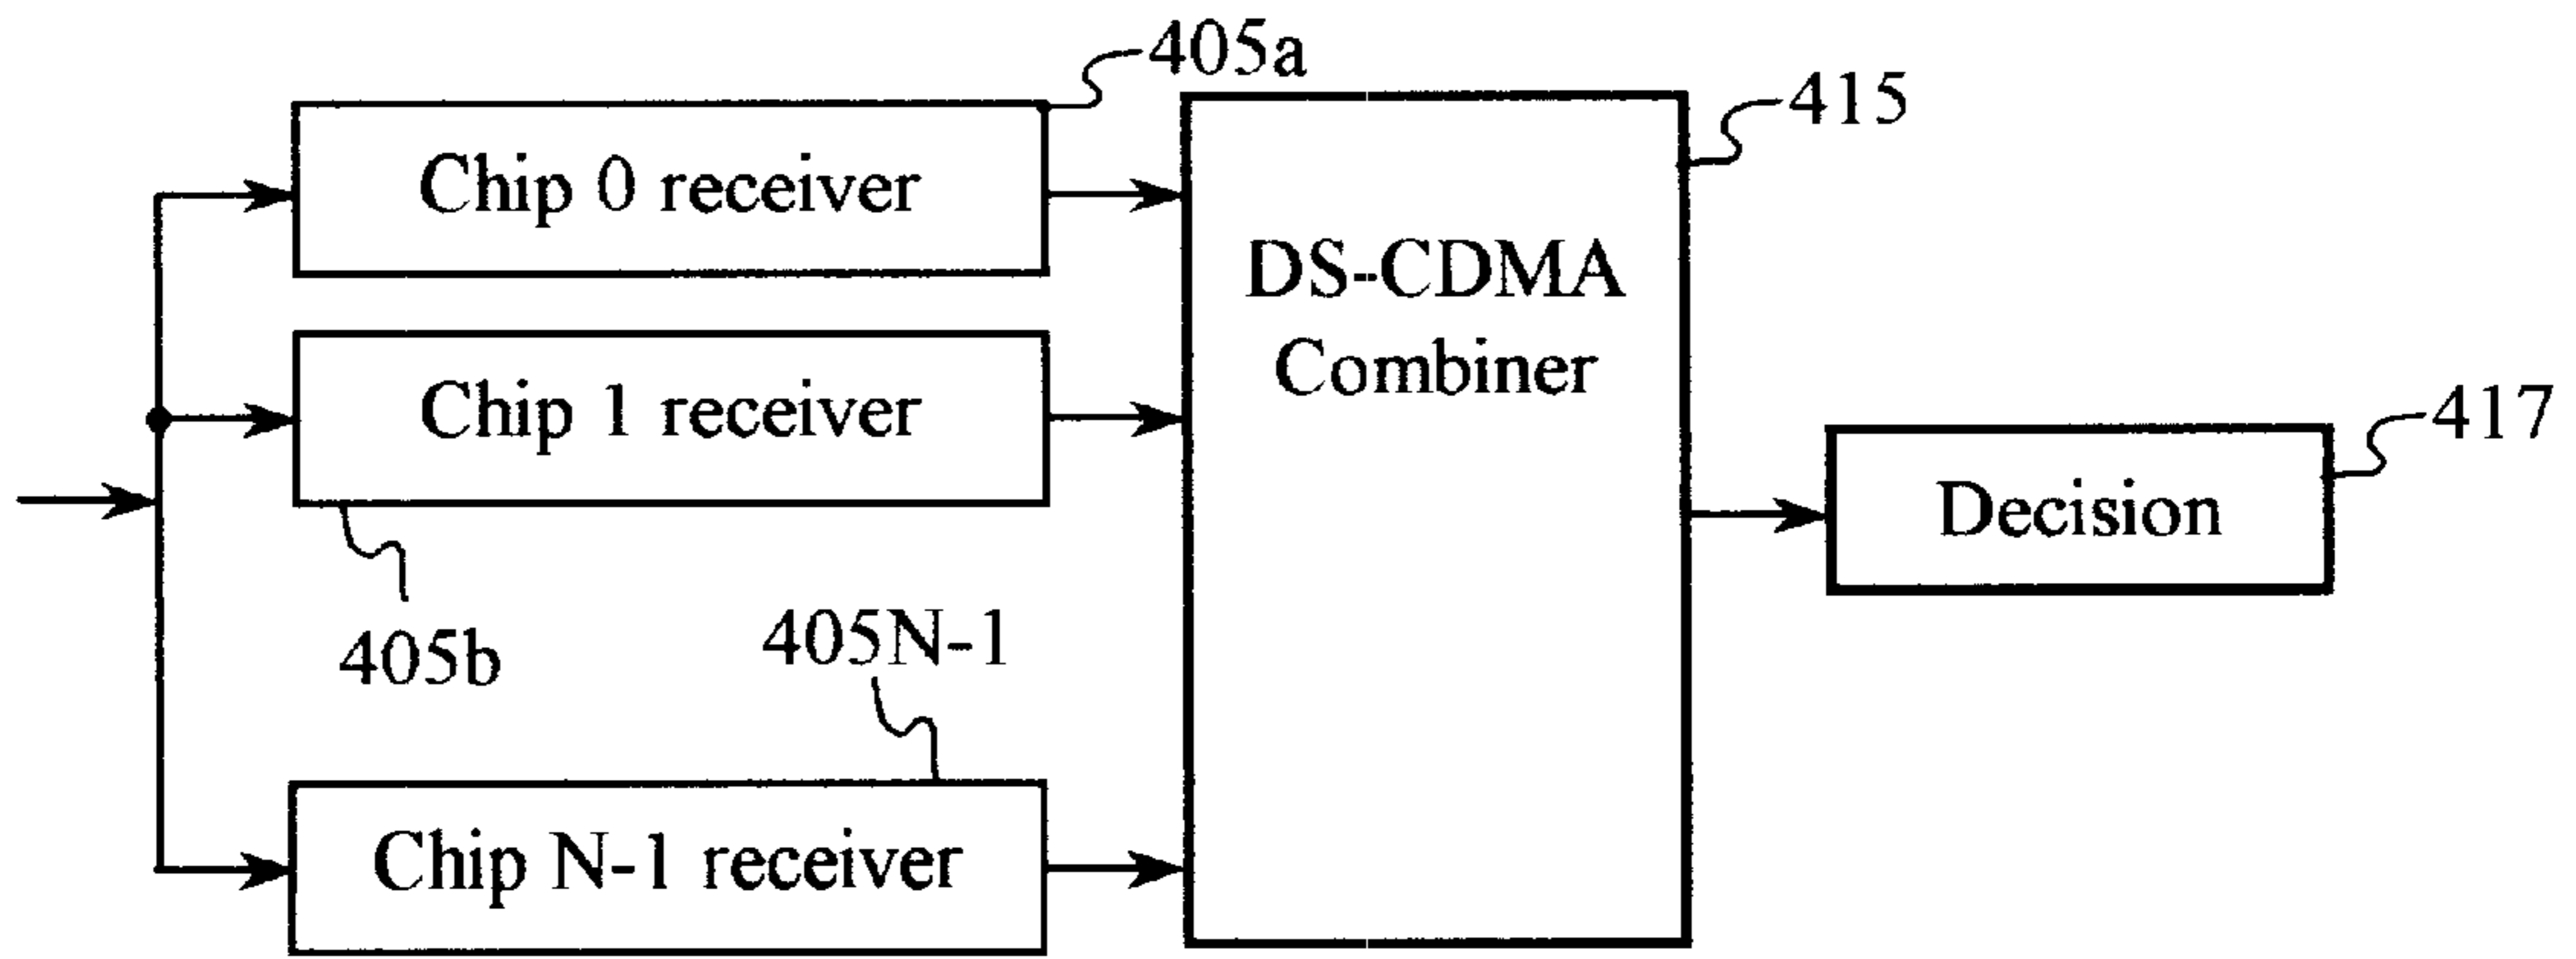 405a
415
Chip 0 receiver
DS-CDMA
Combiner
Chip 1 receiver
417
Decision
405b
405N-1
Chip N-1 receiver